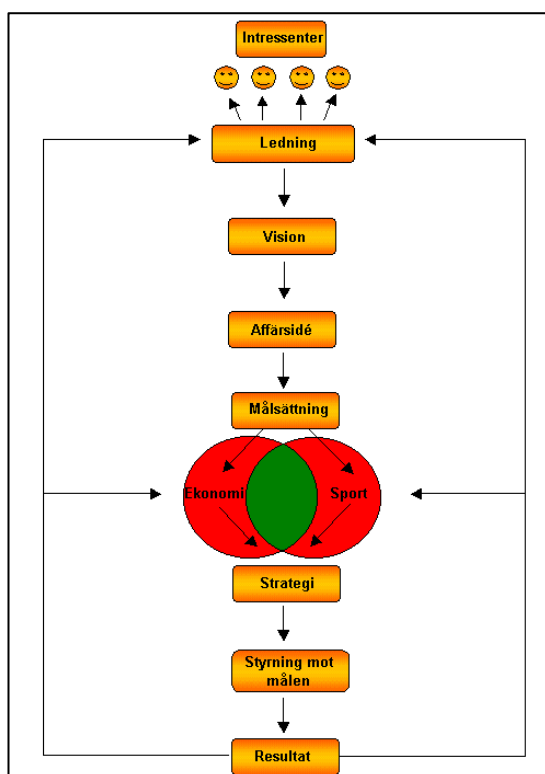 Intressenter
Ledning
Vision
Affärsidé
Målsättning
Ekonomi
Sport
Strategi
Styrning mot
målen
Resultat